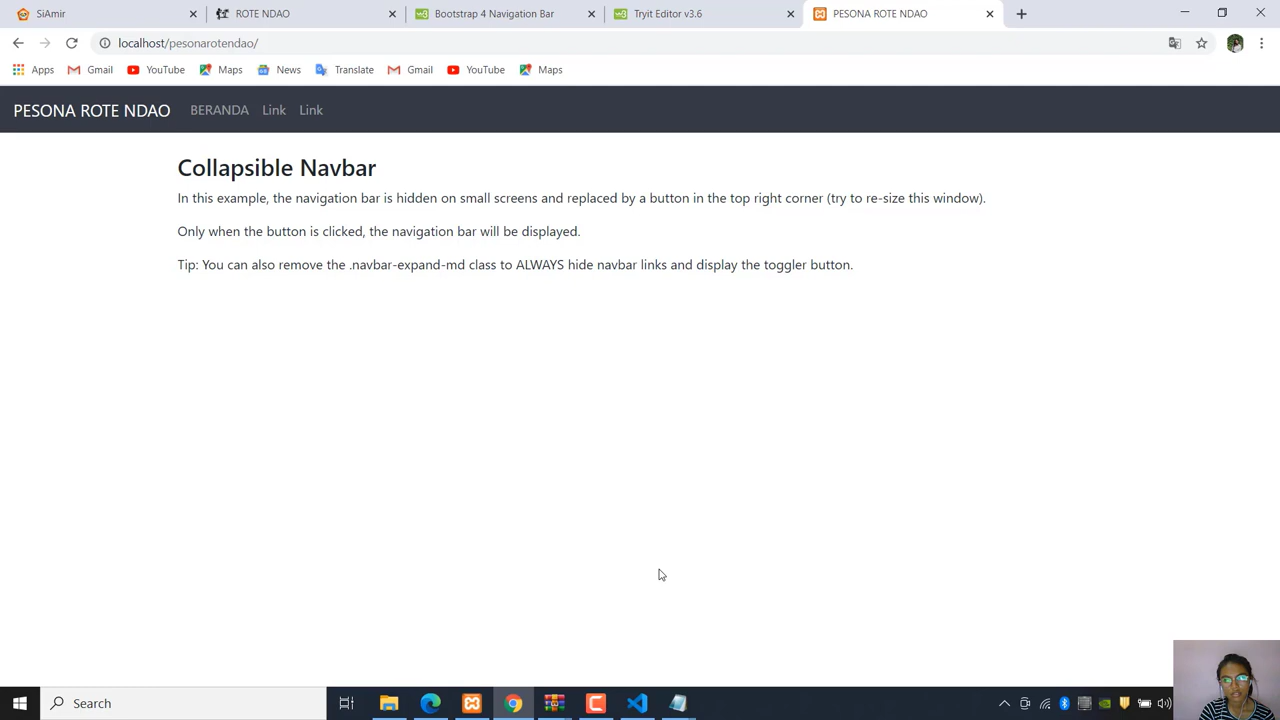 SiAmir
ROTE NDAO
Bootstrap 4 Navigation Bar
Tryit Editor v3.6
PESONA ROTE NDAO
localhost/pesonarotendao/
Apps
Gmail
YouTube
Maps
News
Translate
Gmail
YouTube
Maps
PESONA ROTE NDAO BERANDA Link Link
Collapsible Navbar
In this example, the navigation bar is hidden on small screens and replaced by a button in the top right corner (try to re-size this window).
Only when the button is clicked, the navigation bar will be displayed.
Tip: You can also remove the .navbar-expand-md class to ALWAYS hide navbar links and display the toggler button.
Search